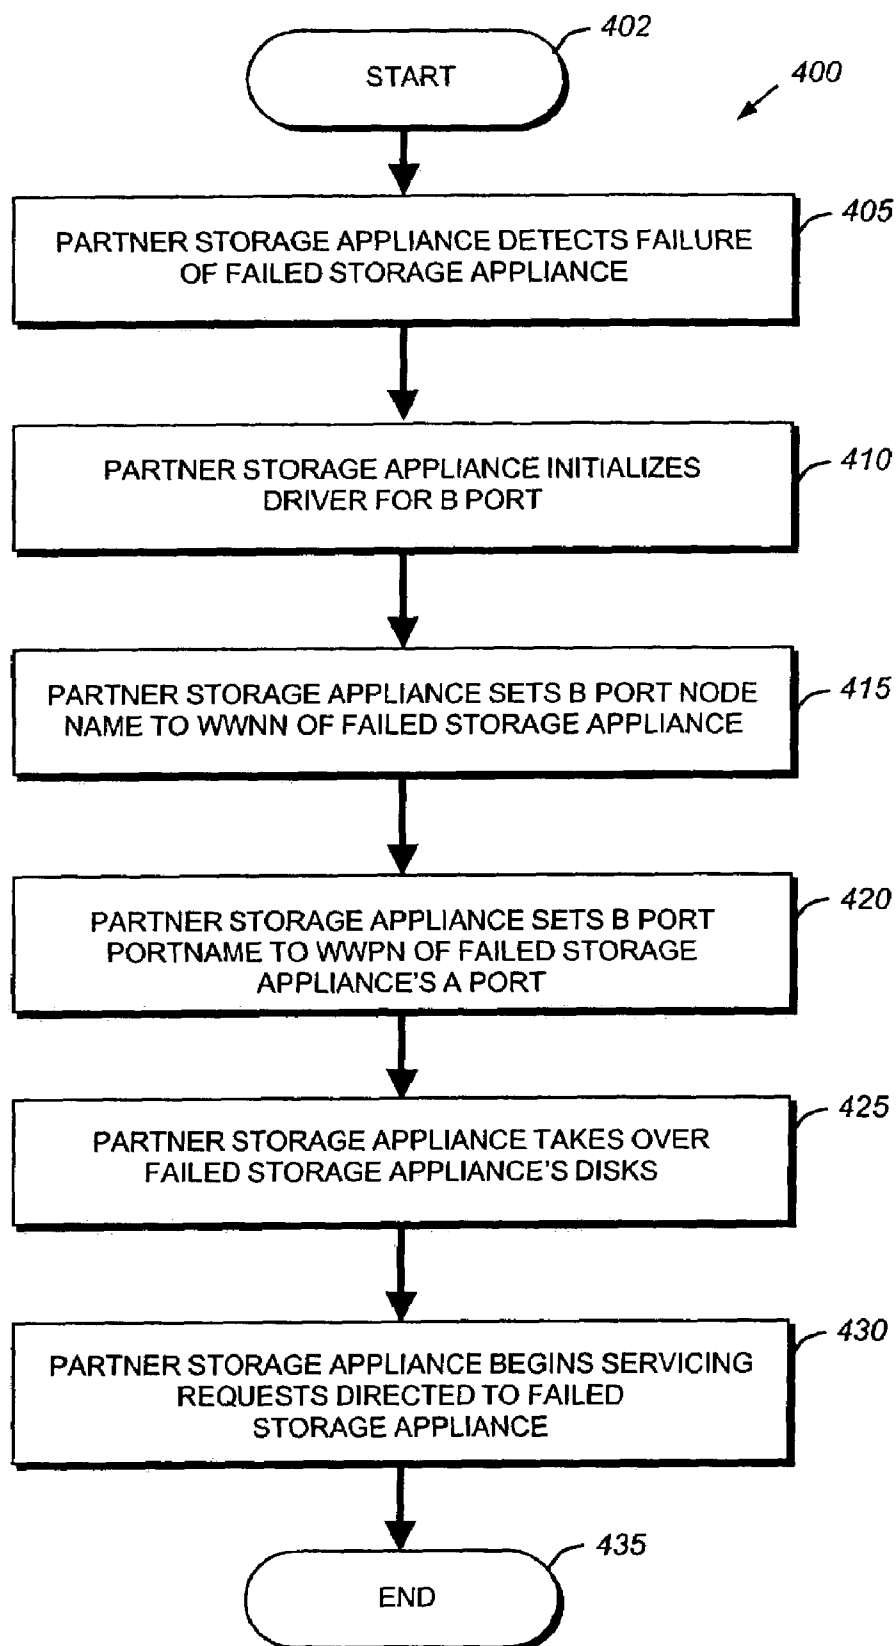 402
START
400
405
PARTNER STORAGE APPLIANCE DETECTS FAILURE
OF FAILED STORAGE APPLIANCE
410
PARTNER STORAGE APPLIANCE INITIALIZES
DRIVER FOR B PORT
415
PARTNER STORAGE APPLIANCE SETS B PORT NODE
NAME TO WWNN OF FAILED STORAGE APPLIANCE
420
PARTNER STORAGE APPLIANCE SETS B PORT
PORTNAME TO WWPN OF FAILED STORAGE
APPLIANCE'S A PORT
425
PARTNER STORAGE APPLIANCE TAKES OVER
FAILED STORAGE APPLIANCE'S DISKS
430
PARTNER STORAGE APPLIANCE BEGINS SERVICING
REQUESTS DIRECTED TO FAILED
STORAGE APPLIANCE
435
END